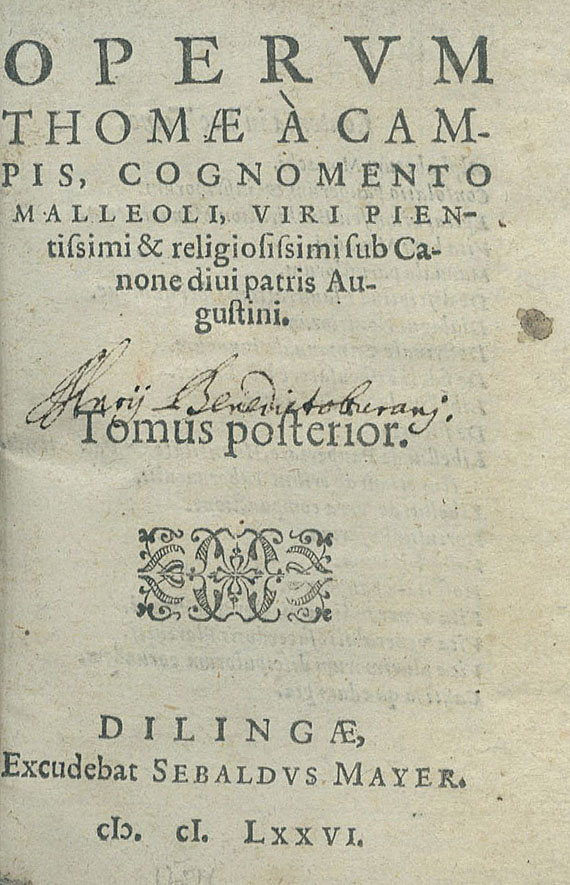 OPERVM
THOMÆ À CAM-
PIS, COGNOMENTO
MALLEOLI, VIRI PIEN-
tiſsimi & religioſiſsimi ſub Ca-
none diui patris Au-
guſtini.
Benedictoburanj.
Tomus poſterior.
DILINGÆ,
Excudebat SEBALDVS MAYER.
cIↄ. cI. LXXVI.